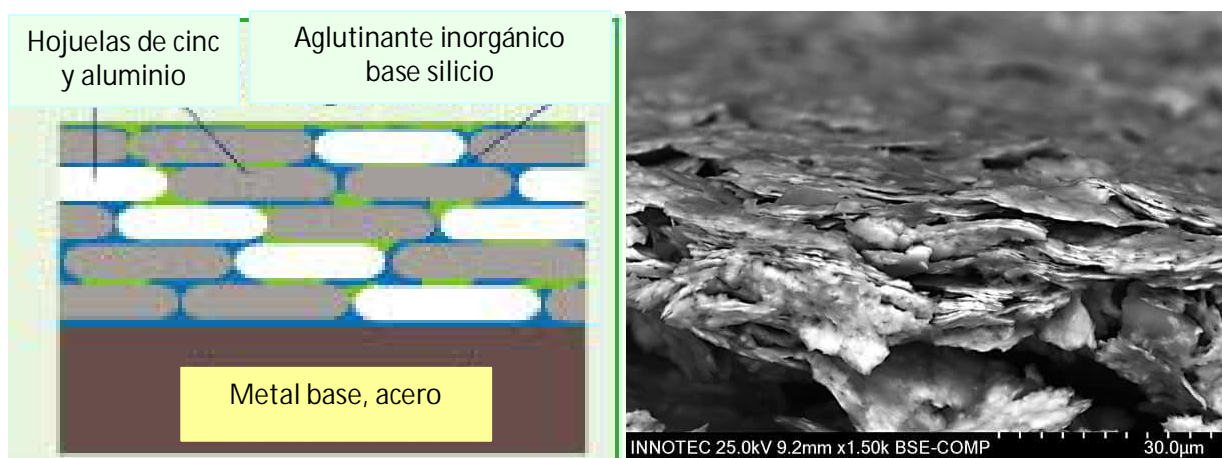 Hojuelas de cinc
y aluminio
Aglutinante inorgánico
base silicio
Metal base, acero
INNOTEC 25.0kV 9.2mm x1.50k BSE-COMP
30.0µm